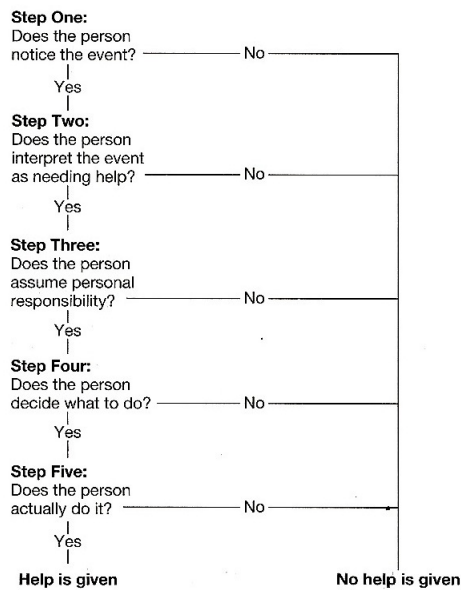 Step One:
Does the person
notice the event? No
Yes
Step Two:
Does the person
interpret the event
as needing help? No
Yes
Step Three:
Does the person
assume personal
responsibility? No
Yes
Step Four:
Does the person
decide what to do? No
Yes
Step Five:
Does the person
actually do it? No
Yes
Help is given No help is given